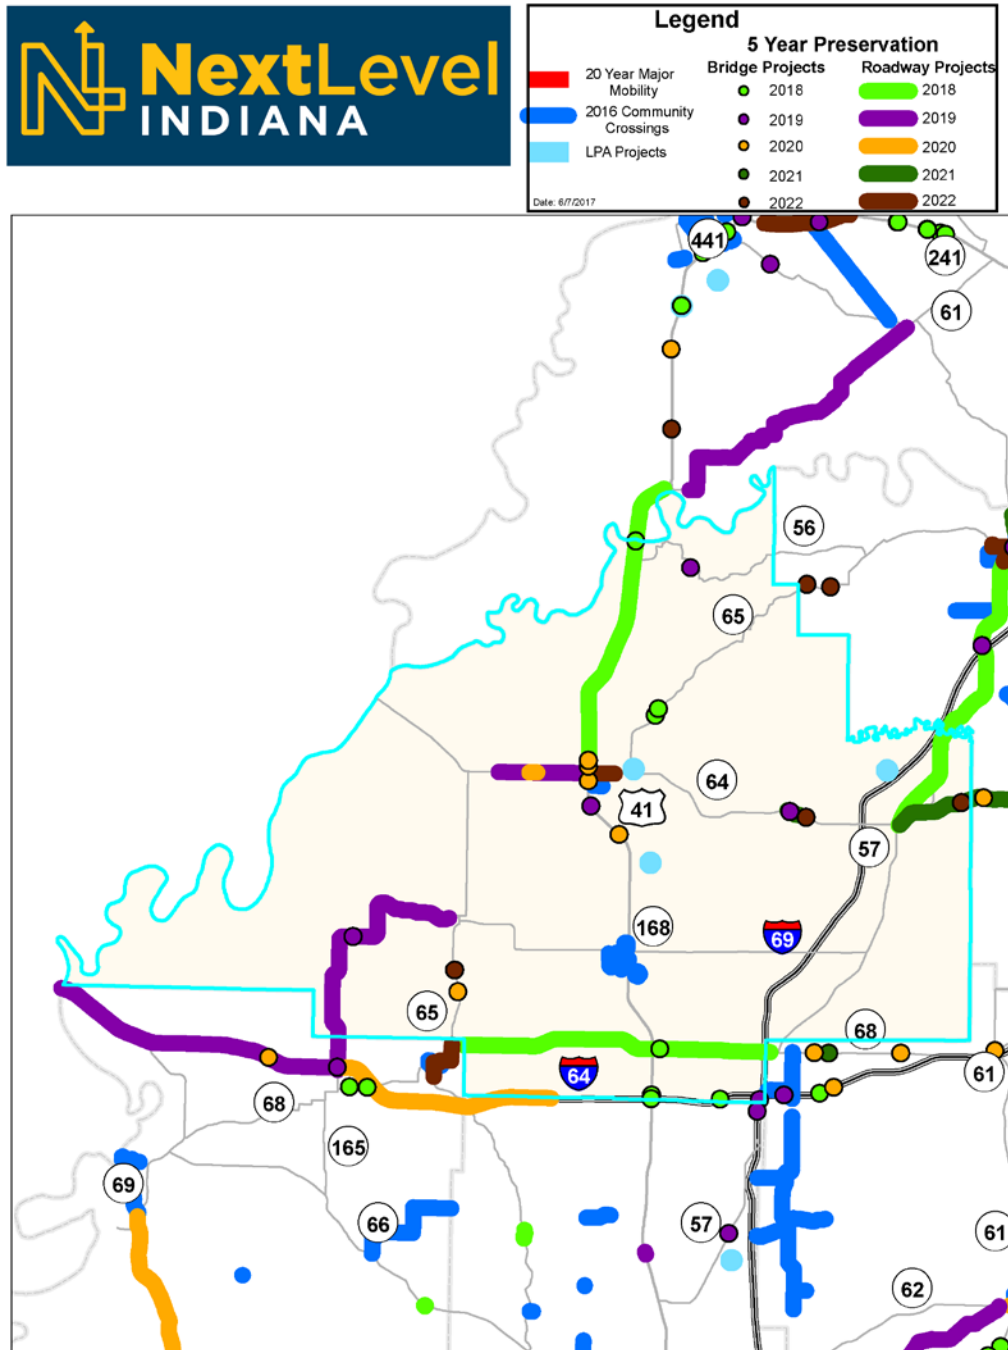 NextLevel
INDIANA
Legend
5 Year Preservation
Bridge Projects
Roadway Projects
20 Year Major
Mobility
2016 Community
Crossings
LPA Projects
2018
2019
2020
2021
2022
2018
2019
2020
2021
2022
Date: 6/7/2017
441
241
61
56
65
64
41
57
168
69
65
68
64
61
68
165
69
66
57
61
62